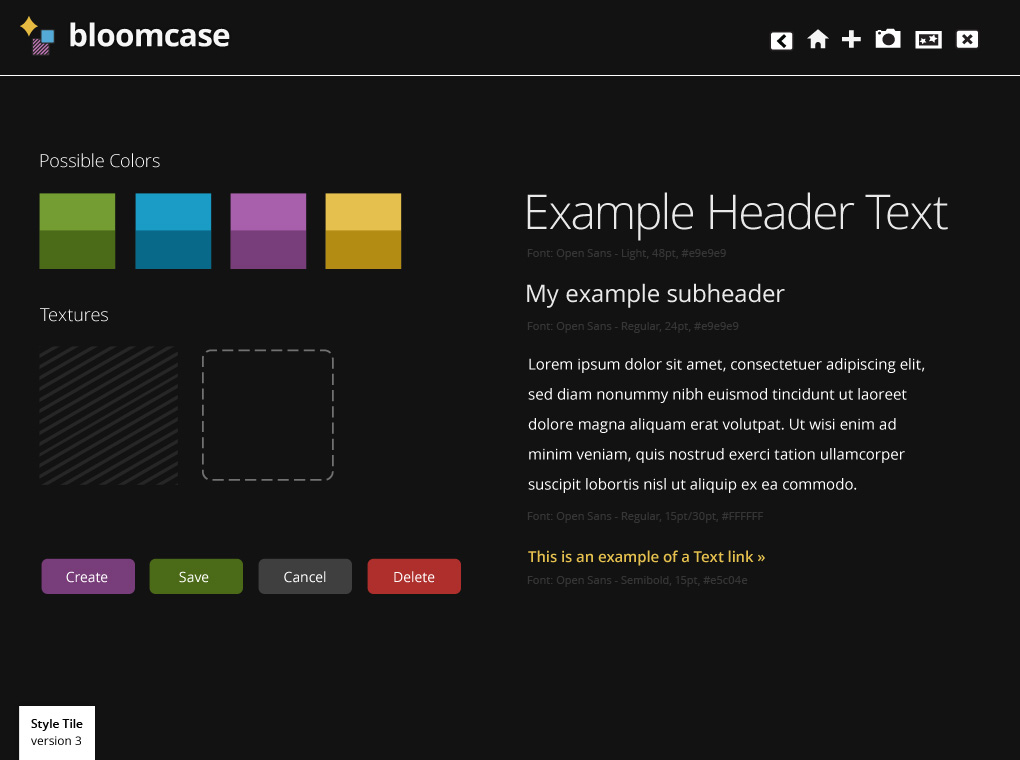 bloomcase
Possible Colors
Textures
Create
Save
Cancel
Delete
Example Header Text
Font: Open Sans - Light, 48pt, #e9e9e9
My example subheader
Font: Open Sans - Regular, 24pt, #e9e9e9
Lorem ipsum dolor sit amet, consectetuer adipiscing elit,
sed diam nonummy nibh euismod tincidunt ut laoreet
dolore magna aliquam erat volutpat. Ut wisi enim ad
minim veniam, quis nostrud exerci tation ullamcorper
suscipit lobortis nisl ut aliquip ex ea commodo.
Font: Open Sans - Regular, 15pt/30pt, #FFFFFF
This is an example of a Text link »
Font: Open Sans - Semibold, 15pt, #e5c04e
Style Tile
version 3